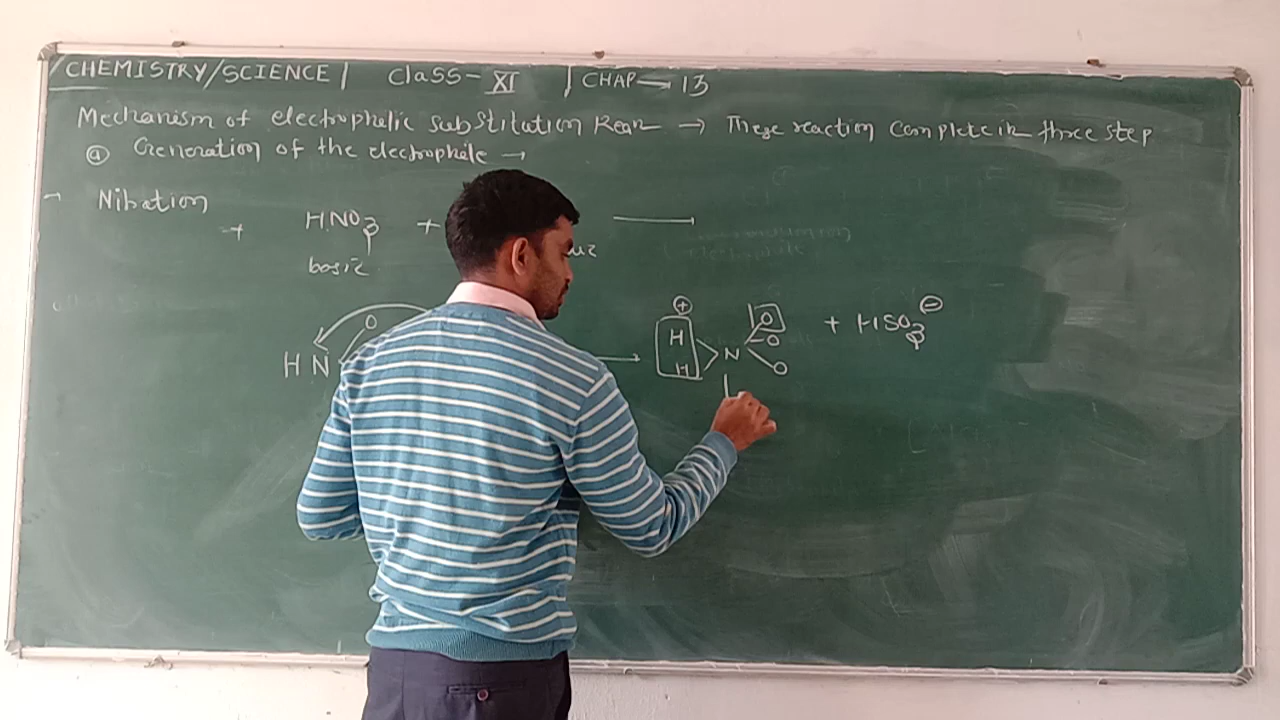 CHEMISTRY/SCIENCE | Class-XI | CHAP → 13
Mechanism of electrophelic substitution Rean → These reaction complete in three step
ⓐ Generation of the electrophile →
→ Nitration
+ HNO3 + →
basic
HN O → H H ⊕ N O O O + HSO3 ⊖